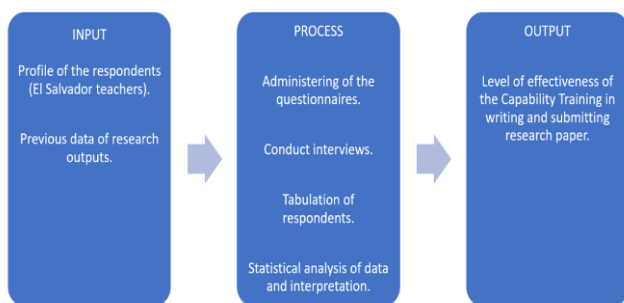 INPUT
Profile of the respondents
(El Salvador teachers).
Previous data of research
outputs.
PROCESS
Administering of the
questionnaires.
Conduct interviews.
Tabulation of
respondents.
Statistical analysis of data
and interpretation.
OUTPUT
Level of effectiveness of
the Capability Training in
writing and submitting
research paper.